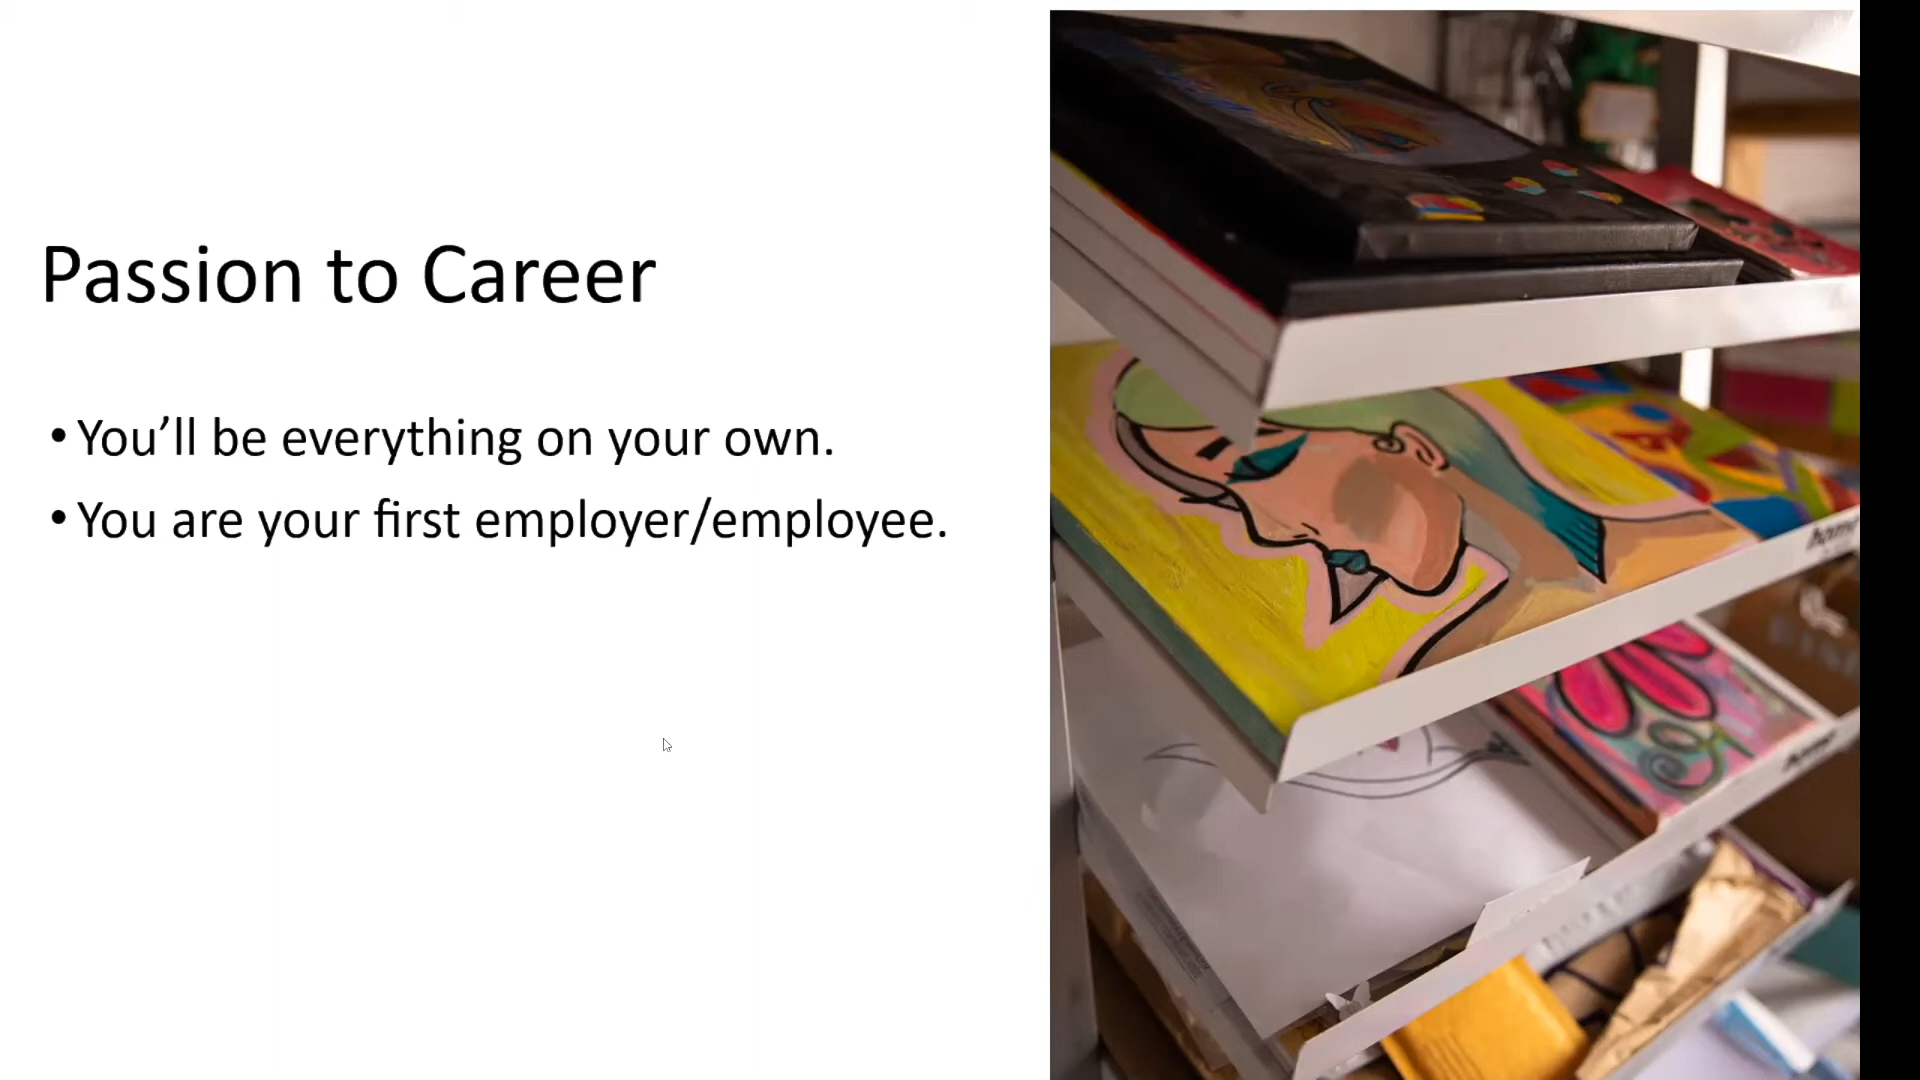 Passion to Career
• You’ll be everything on your own.
• You are your first employer/employee.